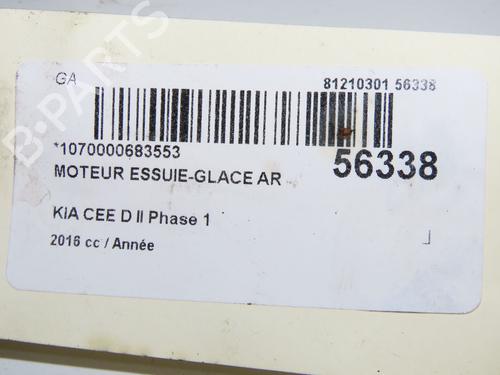 GA
81210301 56338
*1070000683553
56338
MOTEUR ESSUIE-GLACE AR
KIA CEE D II Phase 1
2016 cc / Année
B-PARTS